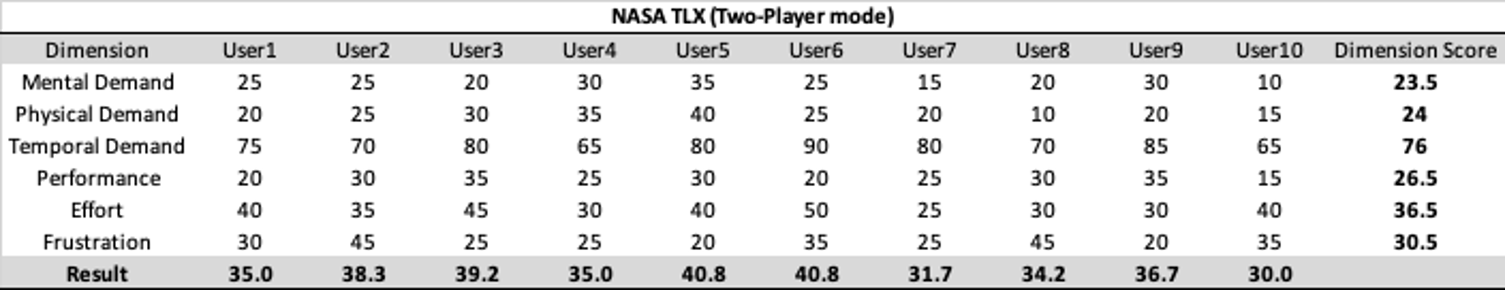 NASA TLX (Two-Player mode)
Dimension User1 User2 User3 User4 User5 User6 User7 User8 User9 User10 Dimension Score
Mental Demand 25 25 20 30 35 25 15 20 30 10 23.5
Physical Demand 20 25 30 35 40 25 20 10 20 15 24
Temporal Demand 75 70 80 65 80 90 80 70 85 65 76
Performance 20 30 35 25 30 20 25 30 35 15 26.5
Effort 40 35 45 30 40 50 25 30 30 40 36.5
Frustration 30 45 25 25 20 35 25 45 20 35 30.5
Result 35.0 38.3 39.2 35.0 40.8 40.8 31.7 34.2 36.7 30.0